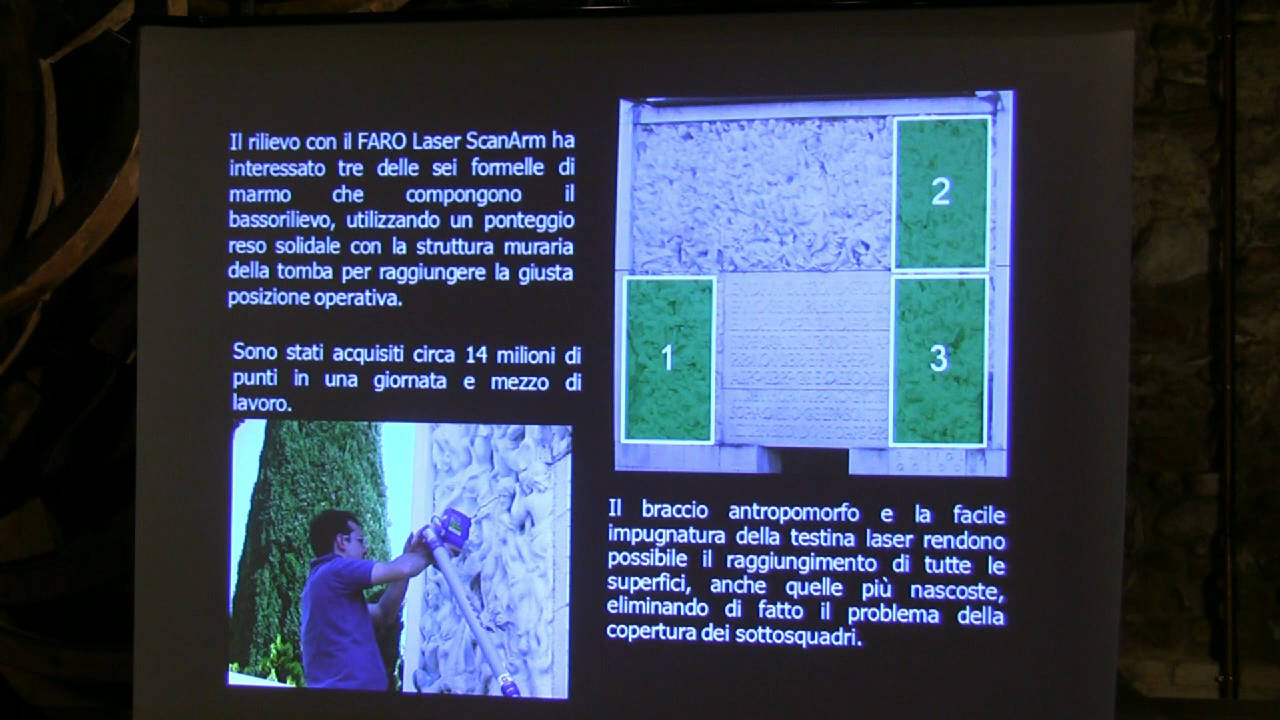 Il rilievo con il FARO Laser ScanArm ha
interessato tre delle sei formelle di
marmo che compongono il
bassorilievo, utilizzando un ponteggio
reso solidale con la struttura muraria
della tomba per raggiungere la giusta
posizione operativa.
Sono stati acquisiti circa 14 milioni di
punti in una giornata e mezzo di
lavoro.
2
1
3
Il braccio antropomorfo e la facile
impugnatura della testina laser rendono
possibile il raggiungimento di tutte le
superfici, anche quelle più nascoste,
eliminando di fatto il problema della
copertura dei sottosquadri.